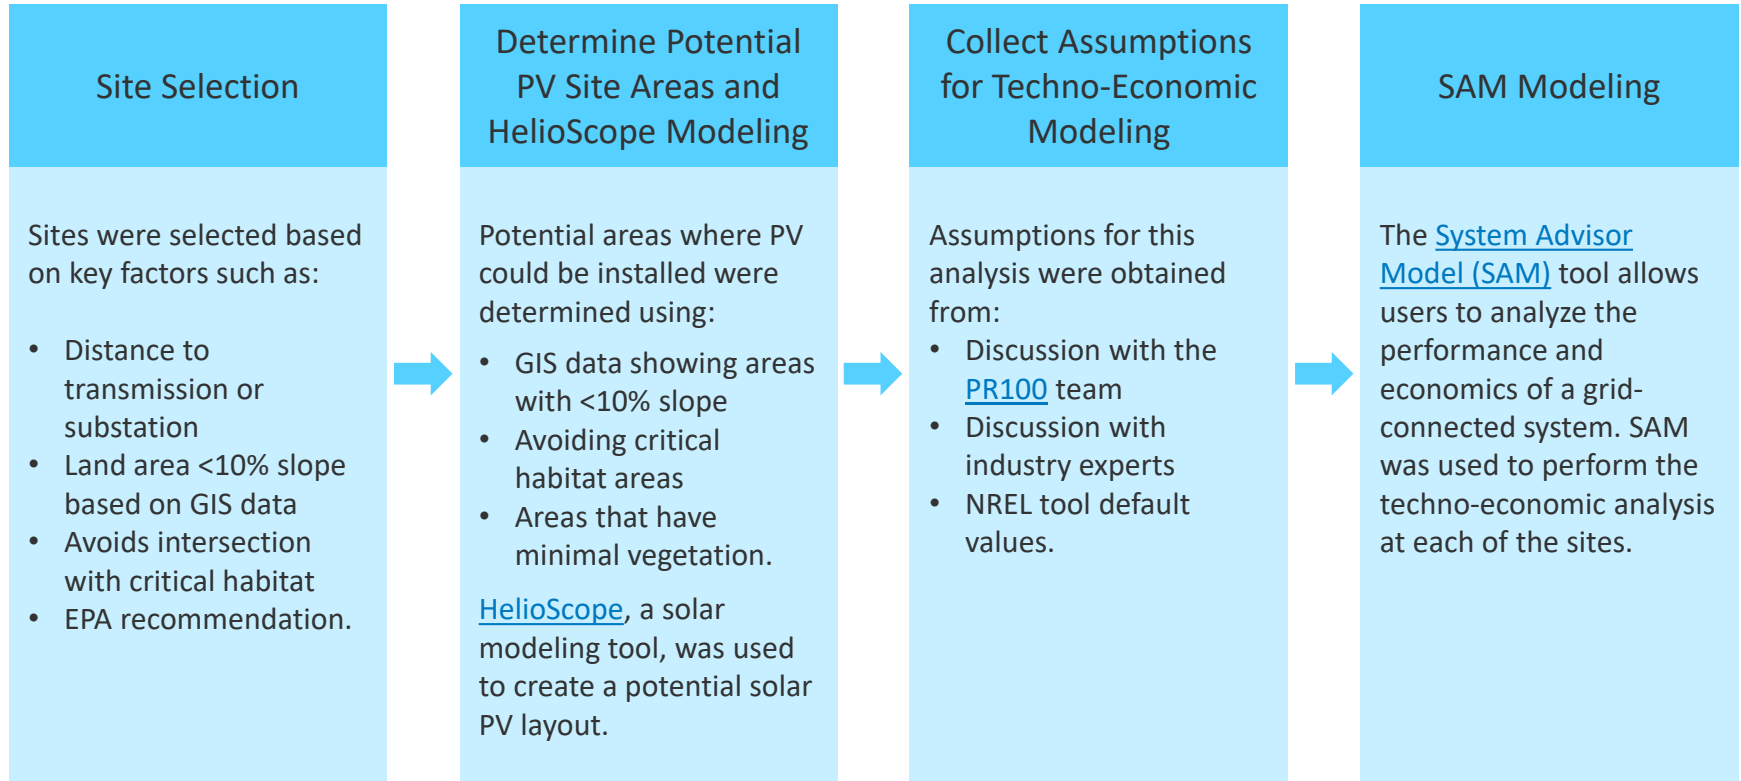 Site Selection
Sites were selected based
on key factors such as:
• Distance to
transmission or
substation
• Land area <10% slope
based on GIS data
• Avoids intersection
with critical habitat
• EPA recommendation.
Determine Potential
PV Site Areas and
HelioScope Modeling
Potential areas where PV
could be installed were
determined using:
• GIS data showing areas
with <10% slope
• Avoiding critical
habitat areas
• Areas that have
minimal vegetation.
HelioScope, a solar
modeling tool, was used
to create a potential solar
PV layout.
Collect Assumptions
for Techno-Economic
Modeling
Assumptions for this
analysis were obtained
from:
• Discussion with the
PR100 team
• Discussion with
industry experts
• NREL tool default
values.
SAM Modeling
The System Advisor
Model (SAM) tool allows
users to analyze the
performance and
economics of a grid-
connected system. SAM
was used to perform the
techno-economic analysis
at each of the sites.